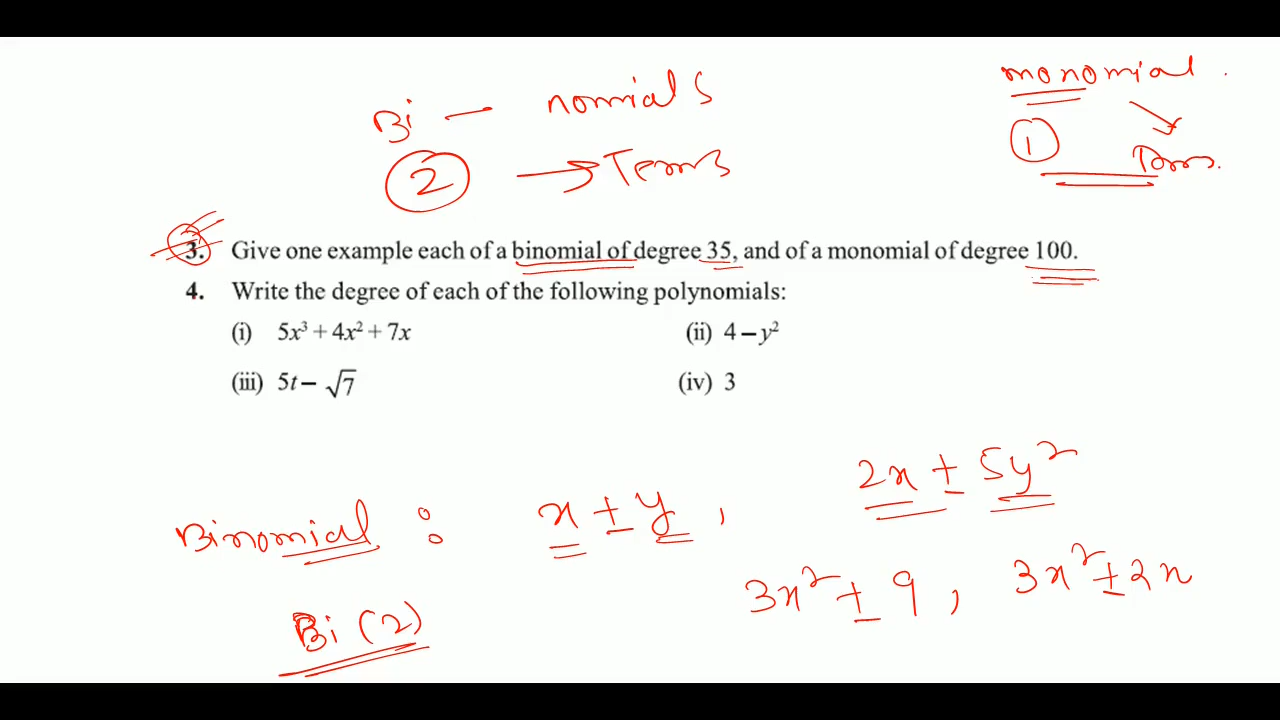 monomial.
Bi — nomials
① Terms.
② → Terms
3. Give one example each of a binomial of degree 35, and of a monomial of degree 100.
4. Write the degree of each of the following polynomials:
(i) 5x³ + 4x² + 7x (ii) 4 – y²
(iii) 5t – √7 (iv) 3
2x ± 5y²
Binomial : x ± y ,
3x² ± 9 , 3x² ± 2x
Bi (2)